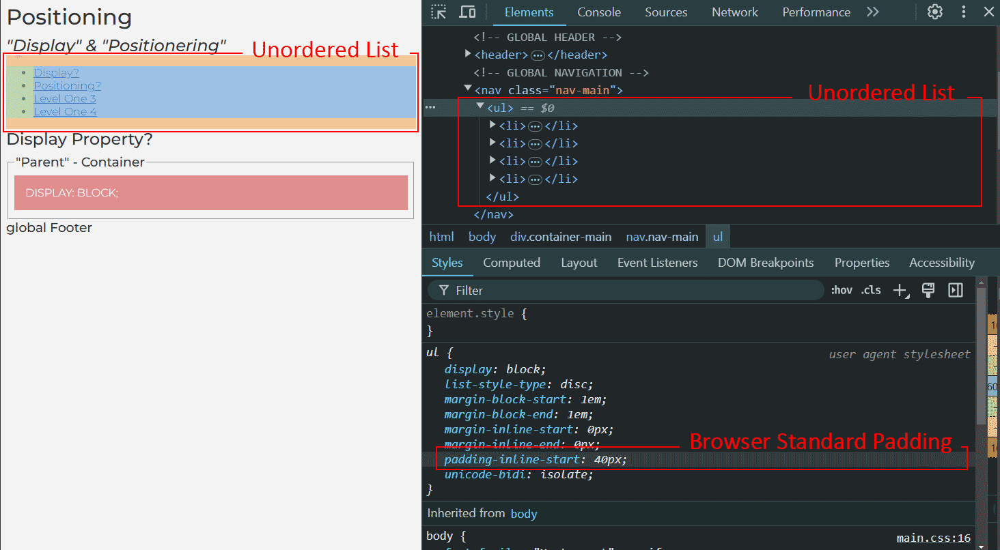 Positioning
"Display" & "Positionering"
Unordered List
Display?
Positioning?
Level One 3
Level One 4
Display Property?
"Parent" - Container
DISPLAY: BLOCK;
global Footer
Elements Console Sources Network Performance
<!-- GLOBAL HEADER -->
<header>…</header>
<!-- GLOBAL NAVIGATION -->
<nav class="nav-main">
Unordered List
<ul> == $0
<li>…</li>
<li>…</li>
<li>…</li>
<li>…</li>
</ul>
</nav>
html body div.container-main nav.nav-main ul
Styles Computed Layout Event Listeners DOM Breakpoints Properties Accessibility
Filter :hov .cls
element.style {
}
ul { user agent stylesheet
display: block;
list-style-type: disc;
margin-block-start: 1em;
margin-block-end: 1em;
margin-inline-start: 0px;
margin-inline-end: 0px;
Browser Standard Padding
padding-inline-start: 40px;
unicode-bidi: isolate;
}
Inherited from body
body { main.css:16